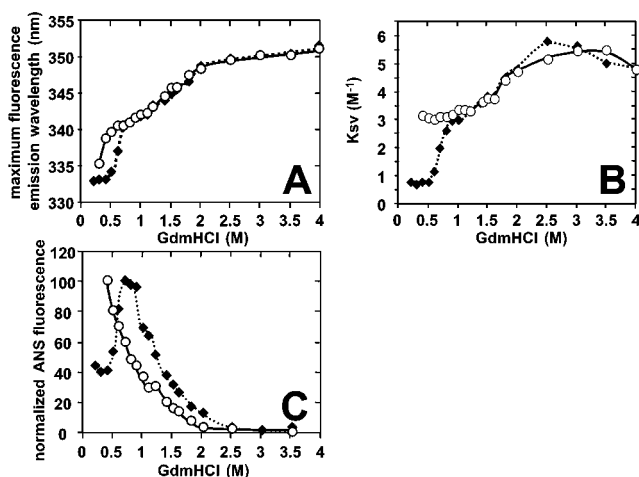 355
350
345
340
335
330
maximum fluorescence
emission wavelength (nm)
0 0.5 1 1.5 2 2.5 3 3.5 4
GdmHCl (M)
A
7
6
5
4
3
2
1
0
Ksv (M-1)
0 0.5 1 1.5 2 2.5 3 3.5 4
GdmHCl (M)
B
120
100
80
60
40
20
0
normalized ANS fluorescence
0 0.5 1 1.5 2 2.5 3 3.5 4
GdmHCl (M)
C